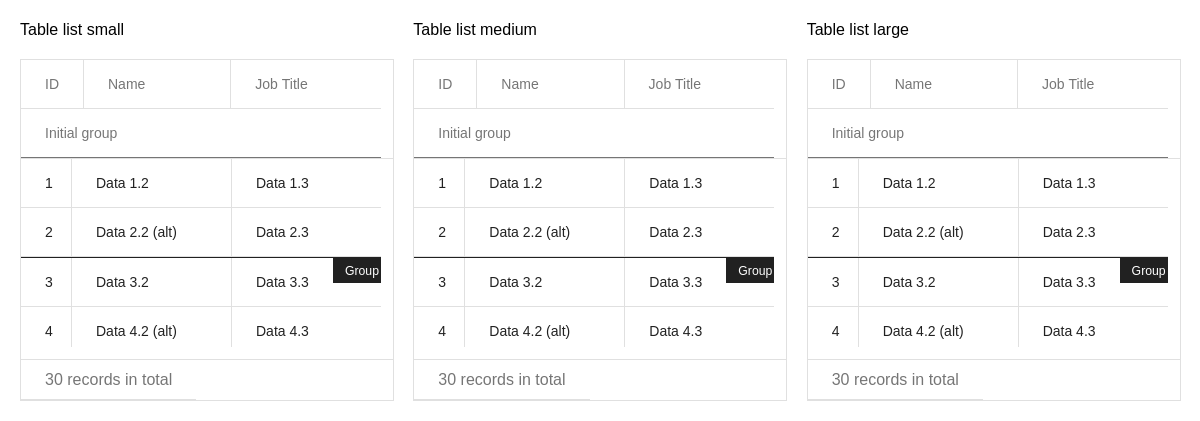 Table list small
ID Name Job Title
Initial group
1 Data 1.2 Data 1.3
2 Data 2.2 (alt) Data 2.3
Group
3 Data 3.2 Data 3.3
4 Data 4.2 (alt) Data 4.3
30 records in total
Table list medium
ID Name Job Title
Initial group
1 Data 1.2 Data 1.3
2 Data 2.2 (alt) Data 2.3
Group
3 Data 3.2 Data 3.3
4 Data 4.2 (alt) Data 4.3
30 records in total
Table list large
ID Name Job Title
Initial group
1 Data 1.2 Data 1.3
2 Data 2.2 (alt) Data 2.3
Group
3 Data 3.2 Data 3.3
4 Data 4.2 (alt) Data 4.3
30 records in total